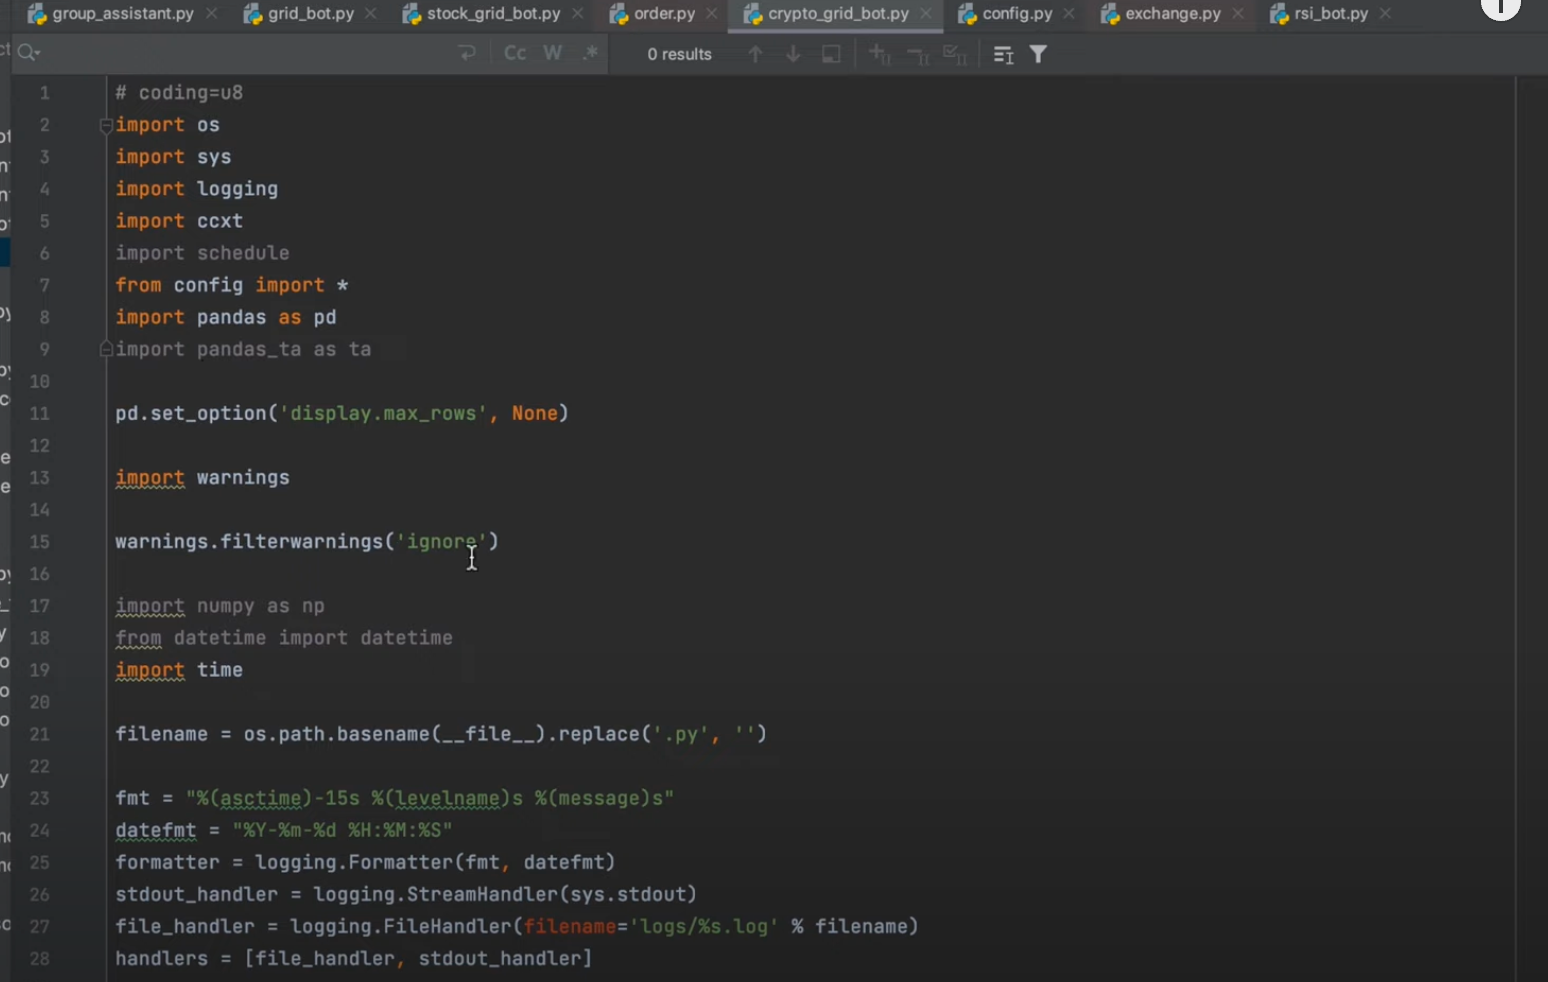 group_assistant.py grid_bot.py stock_grid_bot.py order.py crypto_grid_bot.py config.py exchange.py rsi_bot.py
Cc W .* 0 results
1 # coding=u8
2 import os
3 import sys
4 import logging
5 import ccxt
6 import schedule
7 from config import *
8 import pandas as pd
9 import pandas_ta as ta
10
11 pd.set_option('display.max_rows', None)
12
13 import warnings
14
15 warnings.filterwarnings('ignore')
16
17 import numpy as np
18 from datetime import datetime
19 import time
20
21 filename = os.path.basename(__file__).replace('.py', '')
22
23 fmt = "%(asctime)-15s %(levelname)s %(message)s"
24 datefmt = "%Y-%m-%d %H:%M:%S"
25 formatter = logging.Formatter(fmt, datefmt)
26 stdout_handler = logging.StreamHandler(sys.stdout)
27 file_handler = logging.FileHandler(filename='logs/%s.log' % filename)
28 handlers = [file_handler, stdout_handler]